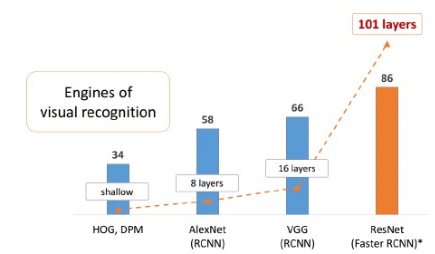 101 layers
Engines of
visual recognition
34
58
66
86
shallow
8 layers
16 layers
HOG, DPM
AlexNet
(RCNN)
VGG
(RCNN)
ResNet
(Faster RCNN)*